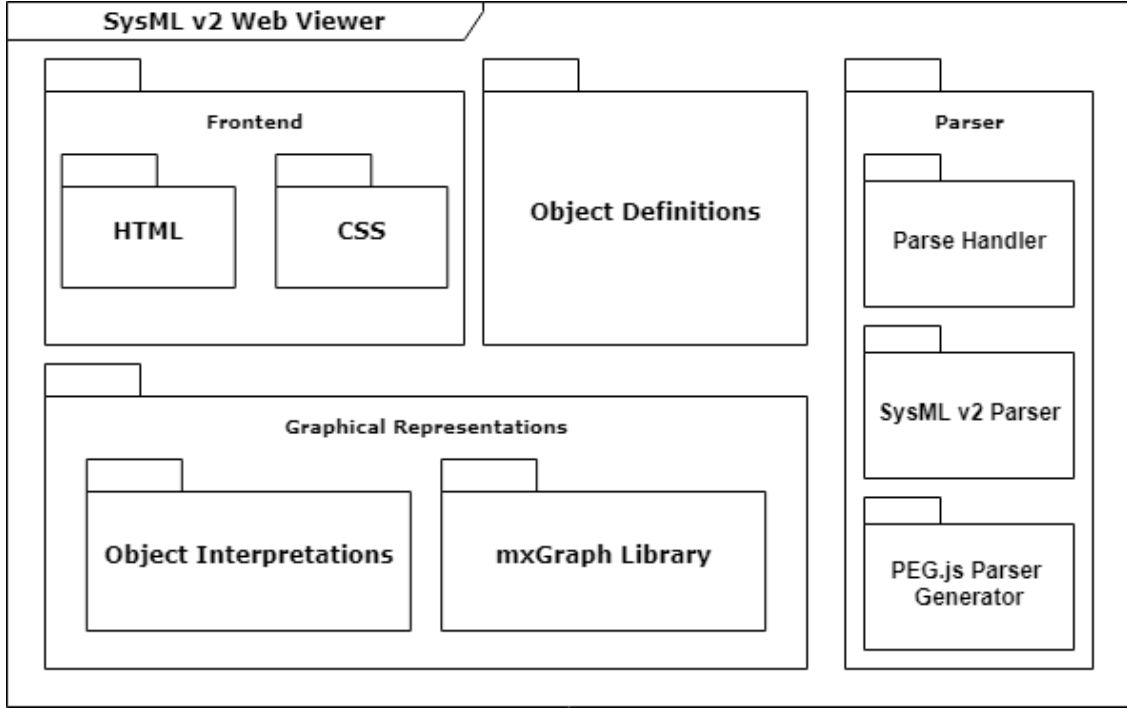 SysML v2 Web Viewer
Frontend
HTML
CSS
Object Definitions
Parser
Parse Handler
SysML v2 Parser
PEG.js Parser
Generator
Graphical Representations
Object Interpretations
mxGraph Library